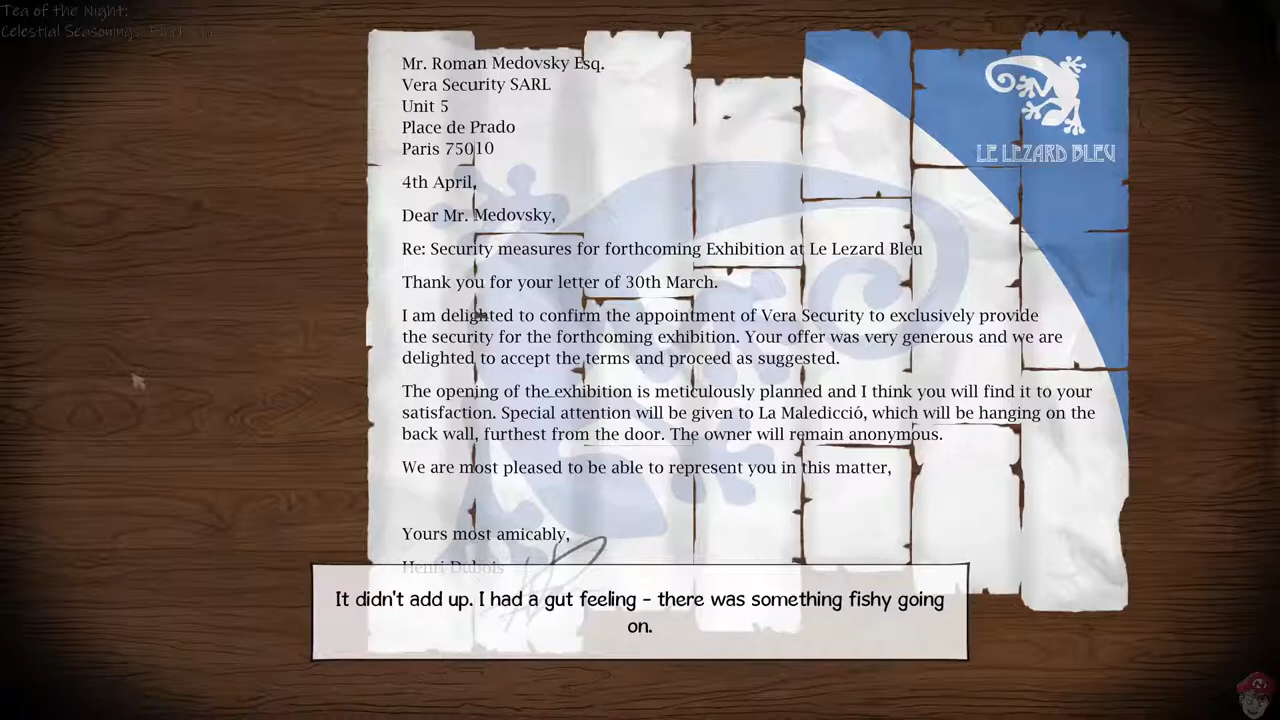 Tea of the Night:
Celestial Seasonings:
Mr. Roman Medovsky Esq.
Vera Security SARL
Unit 5
Place de Prado
Paris 75010
4th April,
Dear Mr. Medovsky,
Re: Security measures for forthcoming Exhibition at Le Lezard Bleu
Thank you for your letter of 30th March.
I am delighted to confirm the appointment of Vera Security to exclusively provide
the security for the forthcoming exhibition. Your offer was very generous and we are
delighted to accept the terms and proceed as suggested.
The opening of the exhibition is meticulously planned and I think you will find it to your
satisfaction. Special attention will be given to La Maledicció, which will be hanging on the
back wall, furthest from the door. The owner will remain anonymous.
We are most pleased to be able to represent you in this matter,
Yours most amicably,
Henri Dubois
LE LEZARD BLEU
It didn't add up. I had a gut feeling - there was something fishy going
on.